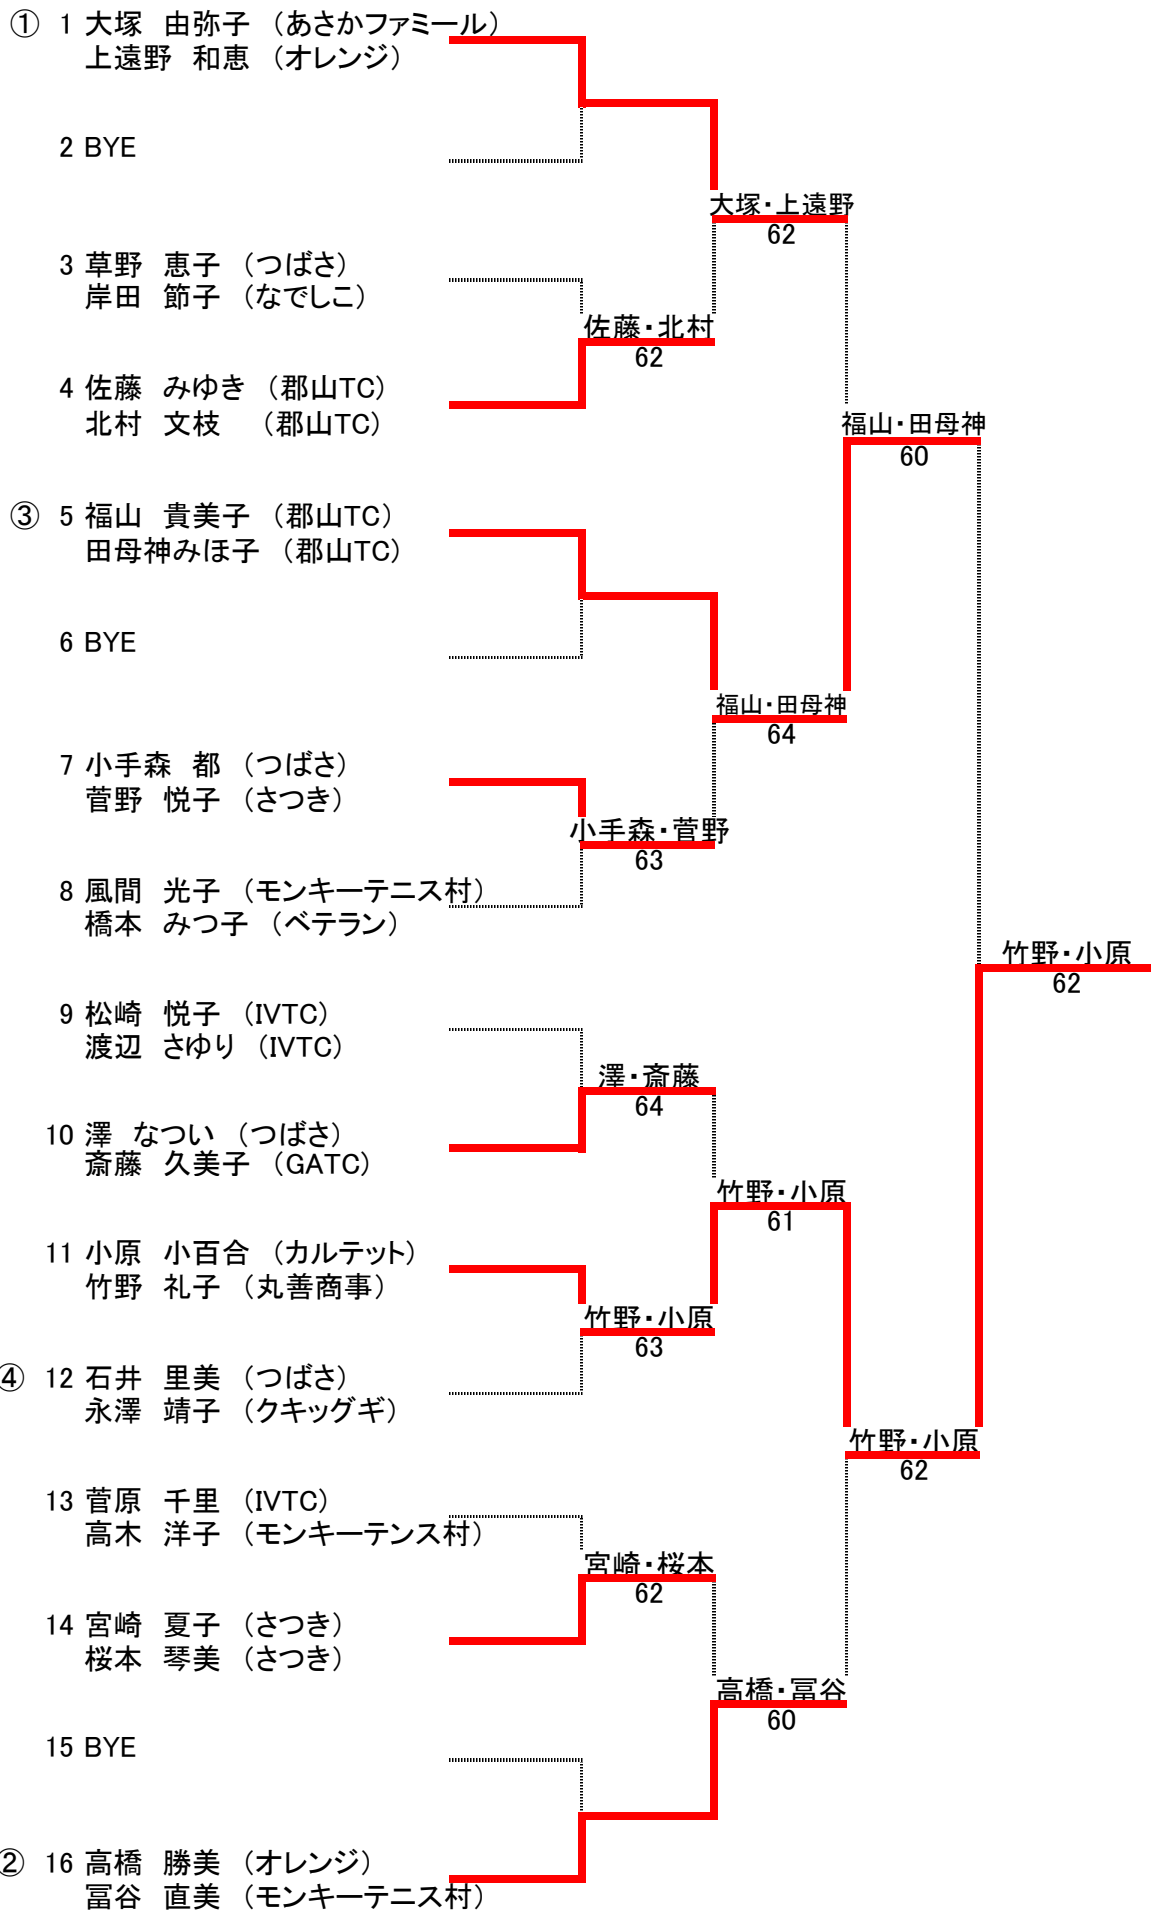 ① 1 大塚 由弥子 （あさかファミール）
上遠野 和恵 （オレンジ）
2 BYE
大塚・上遠野
62
3 草野 恵子 （つばさ）
岸田 節子 （なでしこ）
佐藤・北村
62
4 佐藤 みゆき （郡山TC）
北村 文枝 （郡山TC）
福山・田母神
60
③ 5 福山 貴美子 （郡山TC）
田母神みほ子 （郡山TC）
6 BYE
福山・田母神
64
7 小手森 都 （つばさ）
菅野 悦子 （さつき）
小手森・菅野
63
8 風間 光子 （モンキーテニス村）
橋本 みつ子 （ベテラン）
竹野・小原
62
9 松崎 悦子 （IVTC）
渡辺 さゆり （IVTC）
澤・斎藤
64
10 澤 なつい （つばさ）
斎藤 久美子 （GATC）
竹野・小原
61
11 小原 小百合 （カルテット）
竹野 礼子 （丸善商事）
竹野・小原
63
④ 12 石井 里美 （つばさ）
永澤 靖子 （クキッグギ）
竹野・小原
62
13 菅原 千里 （IVTC）
高木 洋子 （モンキーテンス村）
宮崎・桜本
62
14 宮崎 夏子 （さつき）
桜本 琴美 （さつき）
高橋・冨谷
60
15 BYE
② 16 高橋 勝美 （オレンジ）
冨谷 直美 （モンキーテニス村）